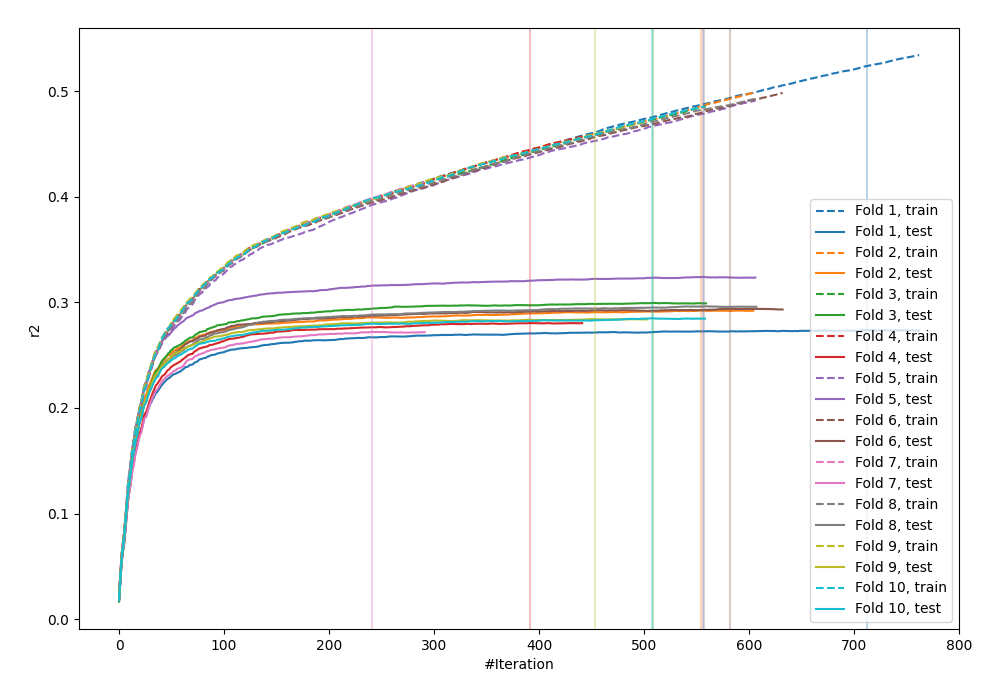 0.5
0.4
0.3
0.2
0.1
0.0
r2
0
100
200
300
400
500
600
700
800
#Iteration
Fold 1, train
Fold 1, test
Fold 2, train
Fold 2, test
Fold 3, train
Fold 3, test
Fold 4, train
Fold 4, test
Fold 5, train
Fold 5, test
Fold 6, train
Fold 6, test
Fold 7, train
Fold 7, test
Fold 8, train
Fold 8, test
Fold 9, train
Fold 9, test
Fold 10, train
Fold 10, test